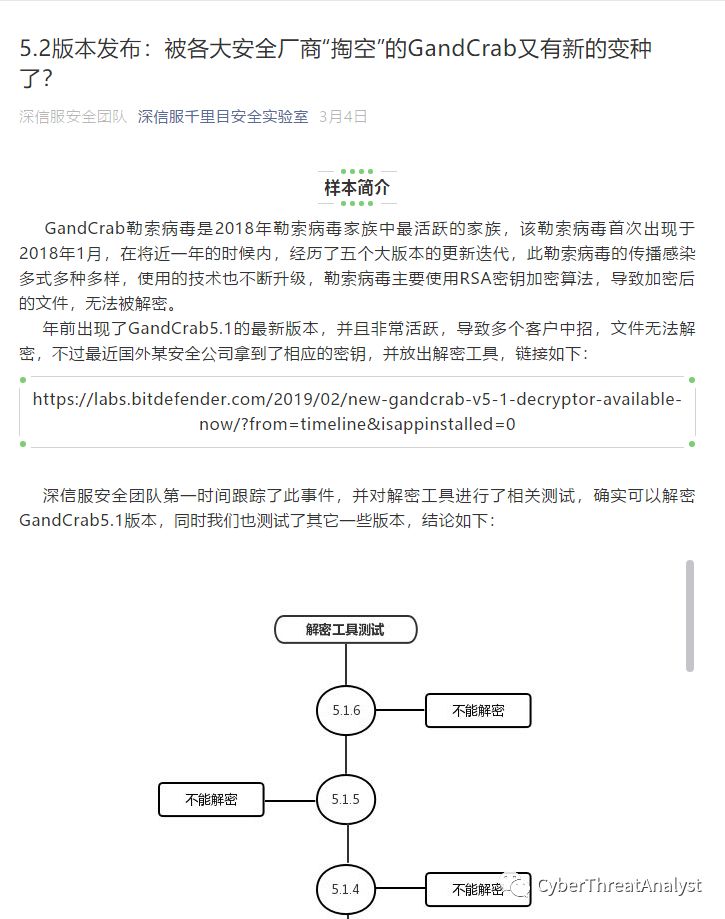 5.2版本发布：被各大安全厂商“掏空”的GandCrab又有新的变种
了？
深信服安全团队 深信服千里目安全实验室 3月4日
样本简介
GandCrab勒索病毒是2018年勒索病毒家族中最活跃的家族，该勒索病毒首次出现于
2018年1月，在将近一年的时候内，经历了五个大版本的更新迭代，此勒索病毒的传播感染
多式多种多样，使用的技术也不断升级，勒索病毒主要使用RSA密钥加密算法，导致加密后
的文件，无法被解密。
年前出现了GandCrab5.1的最新版本，并且非常活跃，导致多个客户中招，文件无法解
密，不过最近国外某安全公司拿到了相应的密钥，并放出解密工具，链接如下：
https://labs.bitdefender.com/2019/02/new-gandcrab-v5-1-decryptor-available-
now/?from=timeline&isappinstalled=0
深信服安全团队第一时间跟踪了此事件，并对解密工具进行了相关测试，确实可以解密
GandCrab5.1版本，同时我们也测试了其它一些版本，结论如下：
解密工具测试
5.1.6 不能解密
不能解密 5.1.5
5.1.4 不能解密
CyberThreatAnalyst